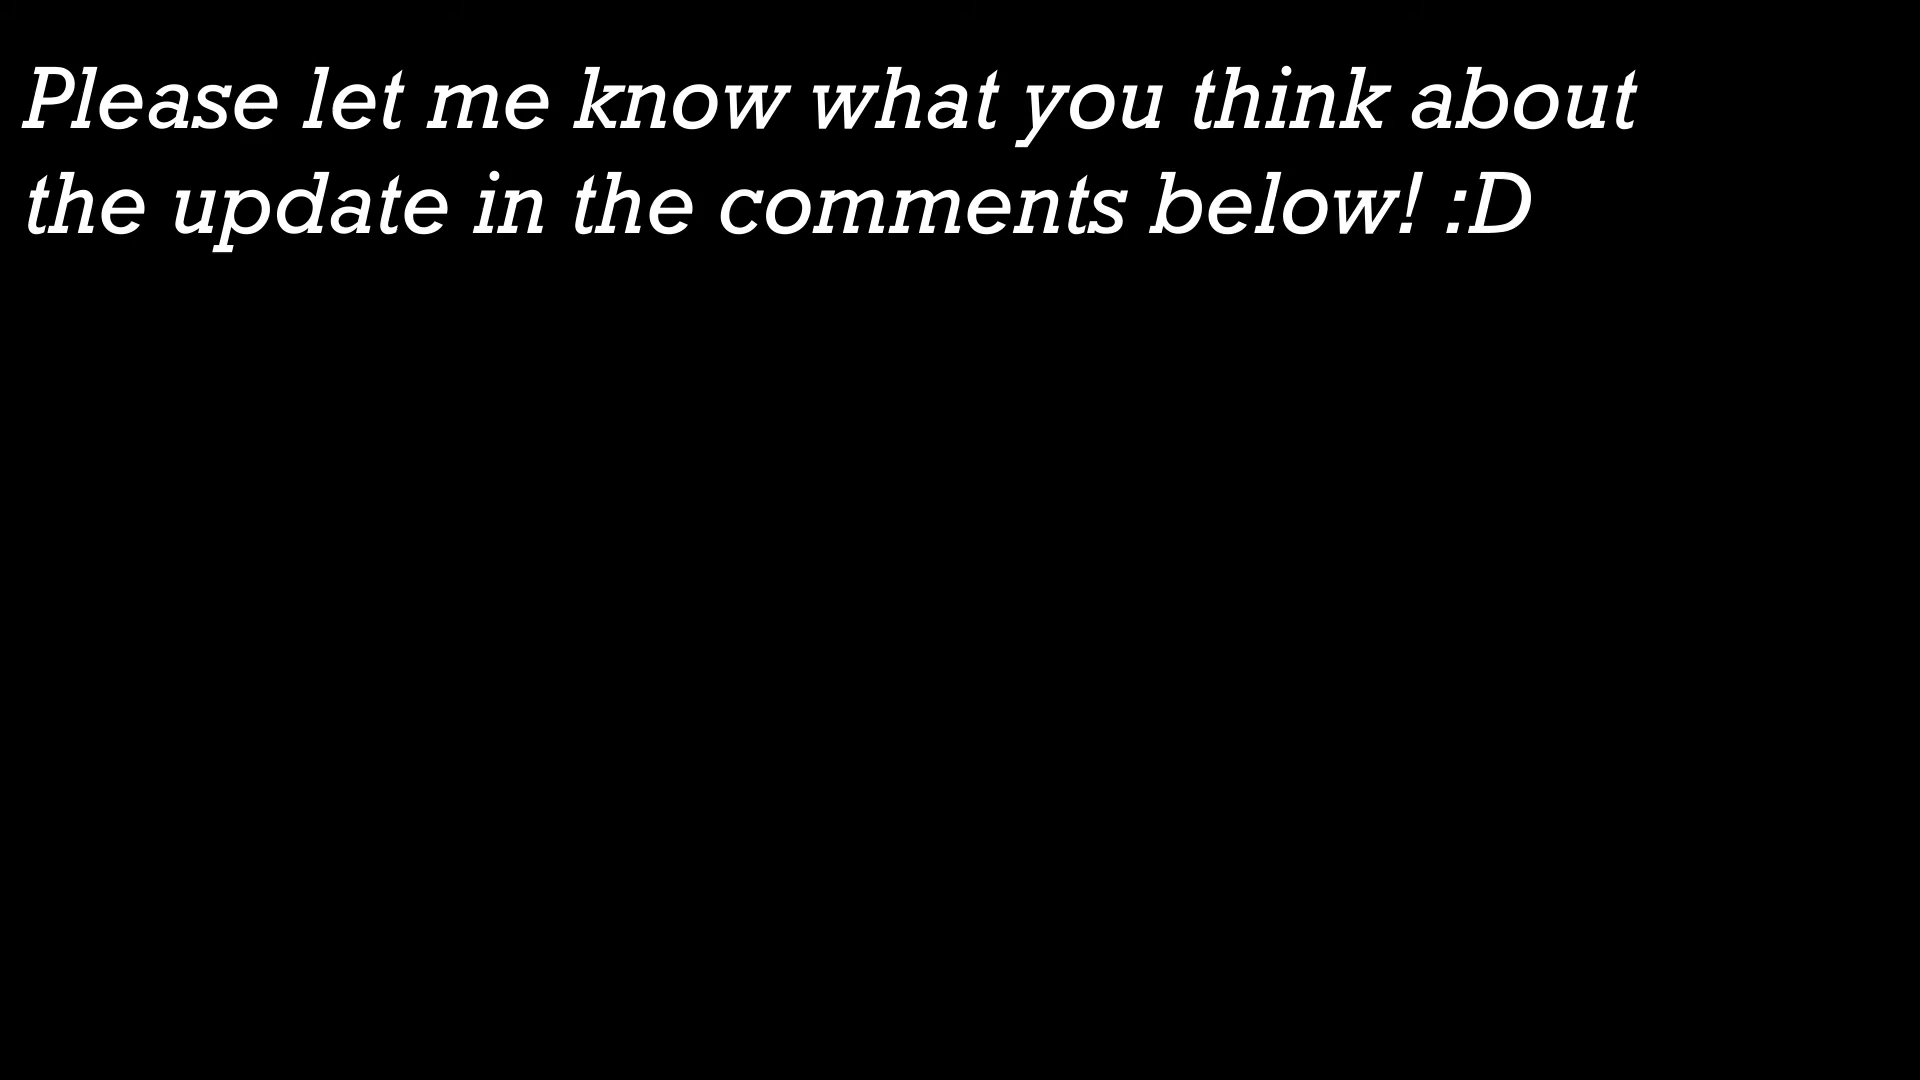 Please let me know what you think about
the update in the comments below! :D